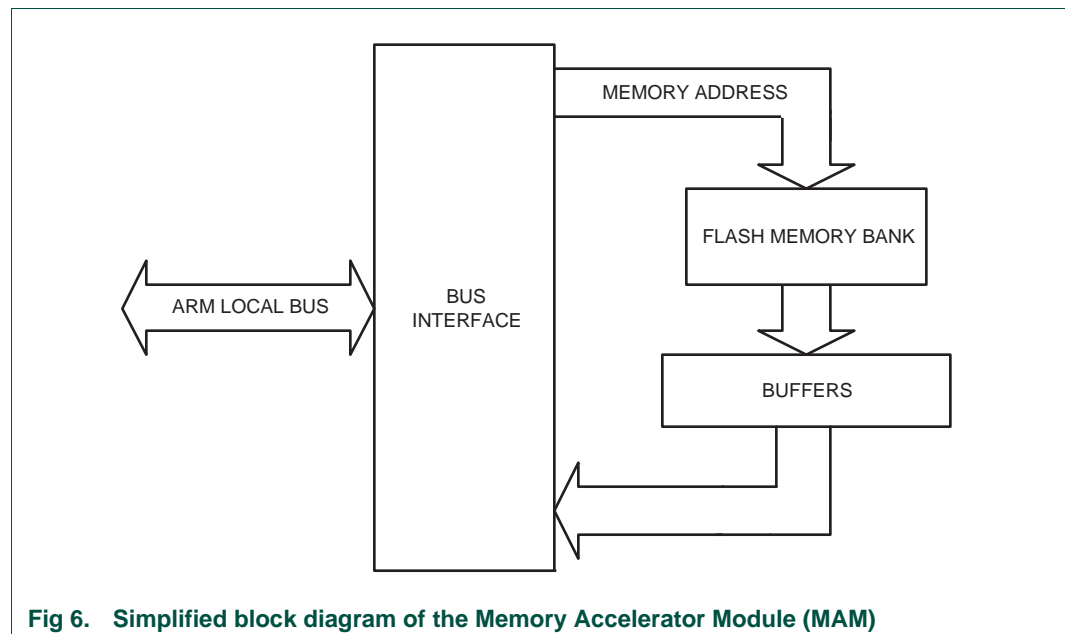 MEMORY ADDRESS
FLASH MEMORY BANK
ARM LOCAL BUS
BUS
INTERFACE
BUFFERS
Fig 6. Simplified block diagram of the Memory Accelerator Module (MAM)